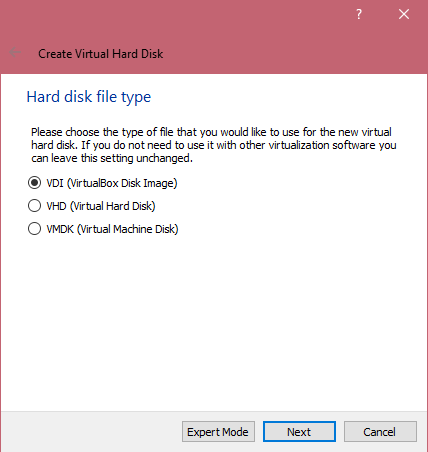 ?
Create Virtual Hard Disk
Hard disk file type
Please choose the type of file that you would like to use for the new virtual
hard disk. If you do not need to use it with other virtualization software you
can leave this setting unchanged.
VDI (VirtualBox Disk Image)
VHD (Virtual Hard Disk)
VMDK (Virtual Machine Disk)
Expert Mode Next Cancel